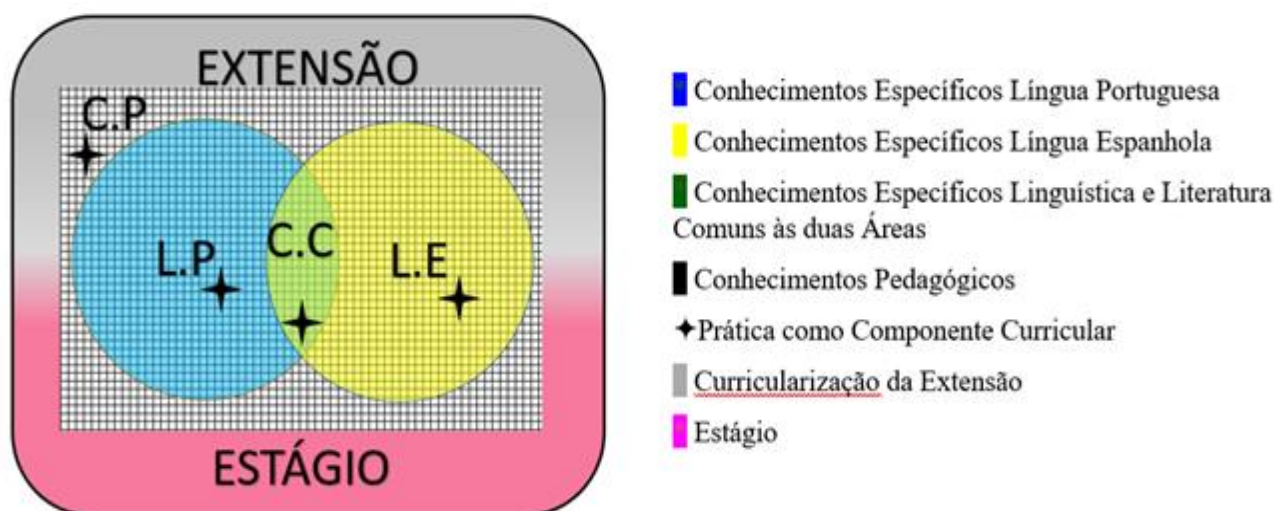 EXTENSÃO
C.P
L.P
C.C
L.E
ESTÁGIO
Conhecimentos Específicos Língua Portuguesa
Conhecimentos Específicos Língua Espanhola
Conhecimentos Específicos Linguística e Literatura
Comuns às duas Áreas
Conhecimentos Pedagógicos
Prática como Componente Curricular
Curricularização da Extensão
Estágio